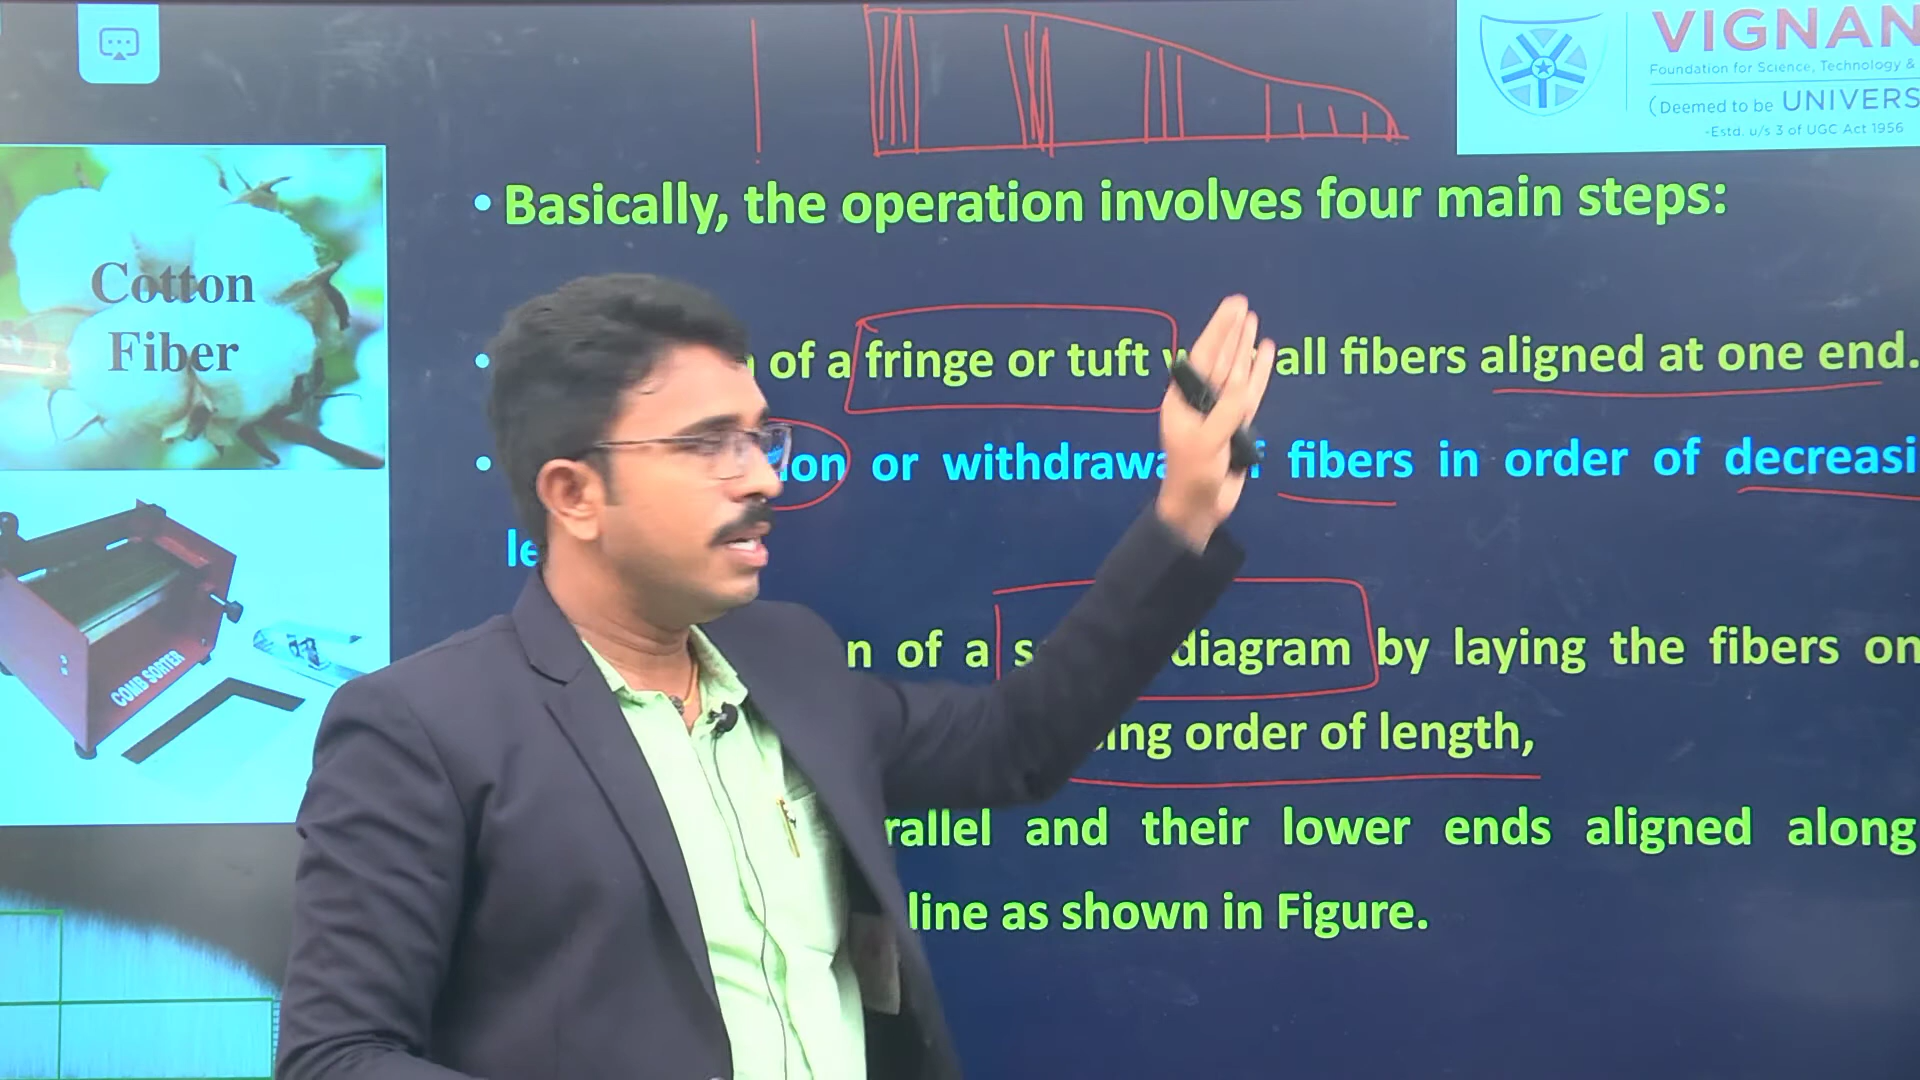 VIGNAN
Foundation for Science, Technology &
(Deemed to be UNIVERS
-Estd. u/s 3 of UGC Act 1956
• Basically, the operation involves four main steps:
Cotton
Fiber
• of a fringe or tuft all fibers aligned at one end.
• or withdrawa fibers in order of decreasi
le
n of a s diagram by laying the fibers on
ing order of length,
rallel and their lower ends aligned along
line as shown in Figure.
COMB SORTER